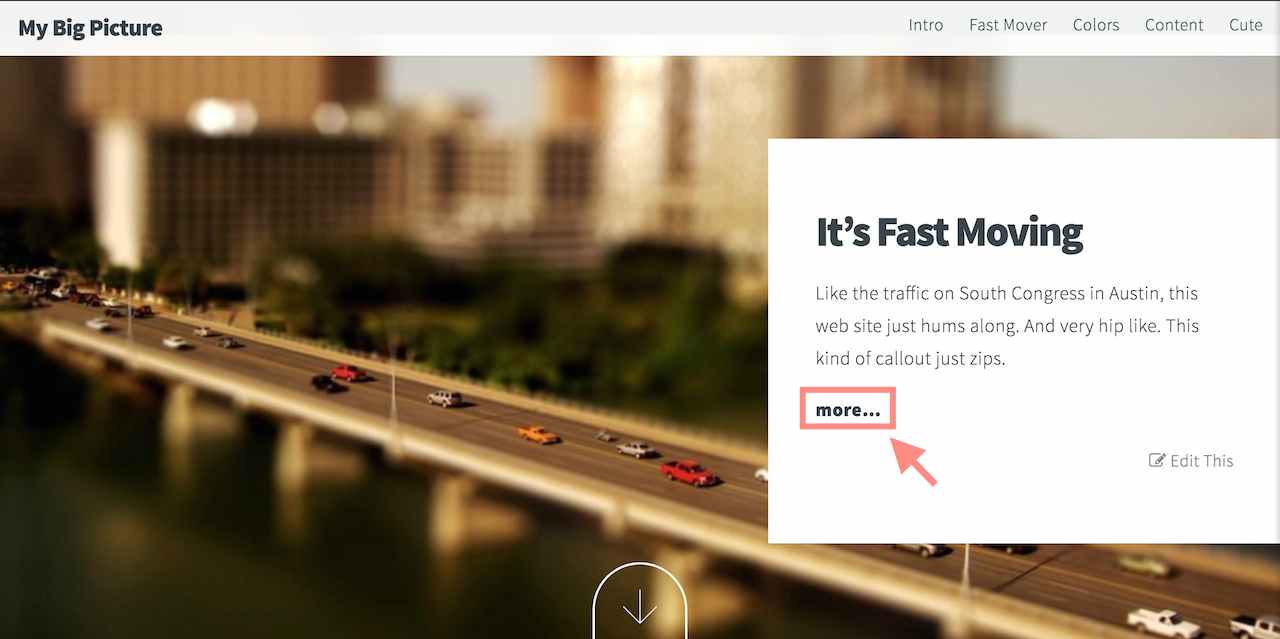 My Big Picture
Intro Fast Mover Colors Content Cute
It’s Fast Moving
Like the traffic on South Congress in Austin, this
web site just hums along. And very hip like. This
kind of callout just zips.
more...
Edit This